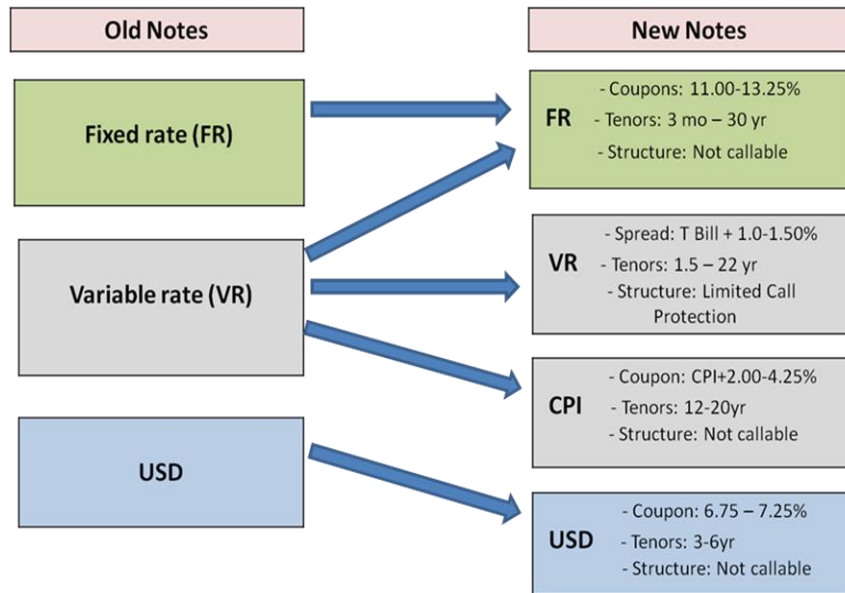 Old Notes
New Notes
Fixed rate (FR)
Variable rate (VR)
USD
FR
- Coupons: 11.00-13.25%
- Tenors: 3 mo – 30 yr
- Structure: Not callable
VR
- Spread: T Bill + 1.0-1.50%
- Tenors: 1.5 – 22 yr
- Structure: Limited Call
Protection
CPI
- Coupon: CPI+2.00-4.25%
- Tenors: 12-20yr
- Structure: Not callable
USD
- Coupon: 6.75 – 7.25%
- Tenors: 3-6yr
- Structure: Not callable